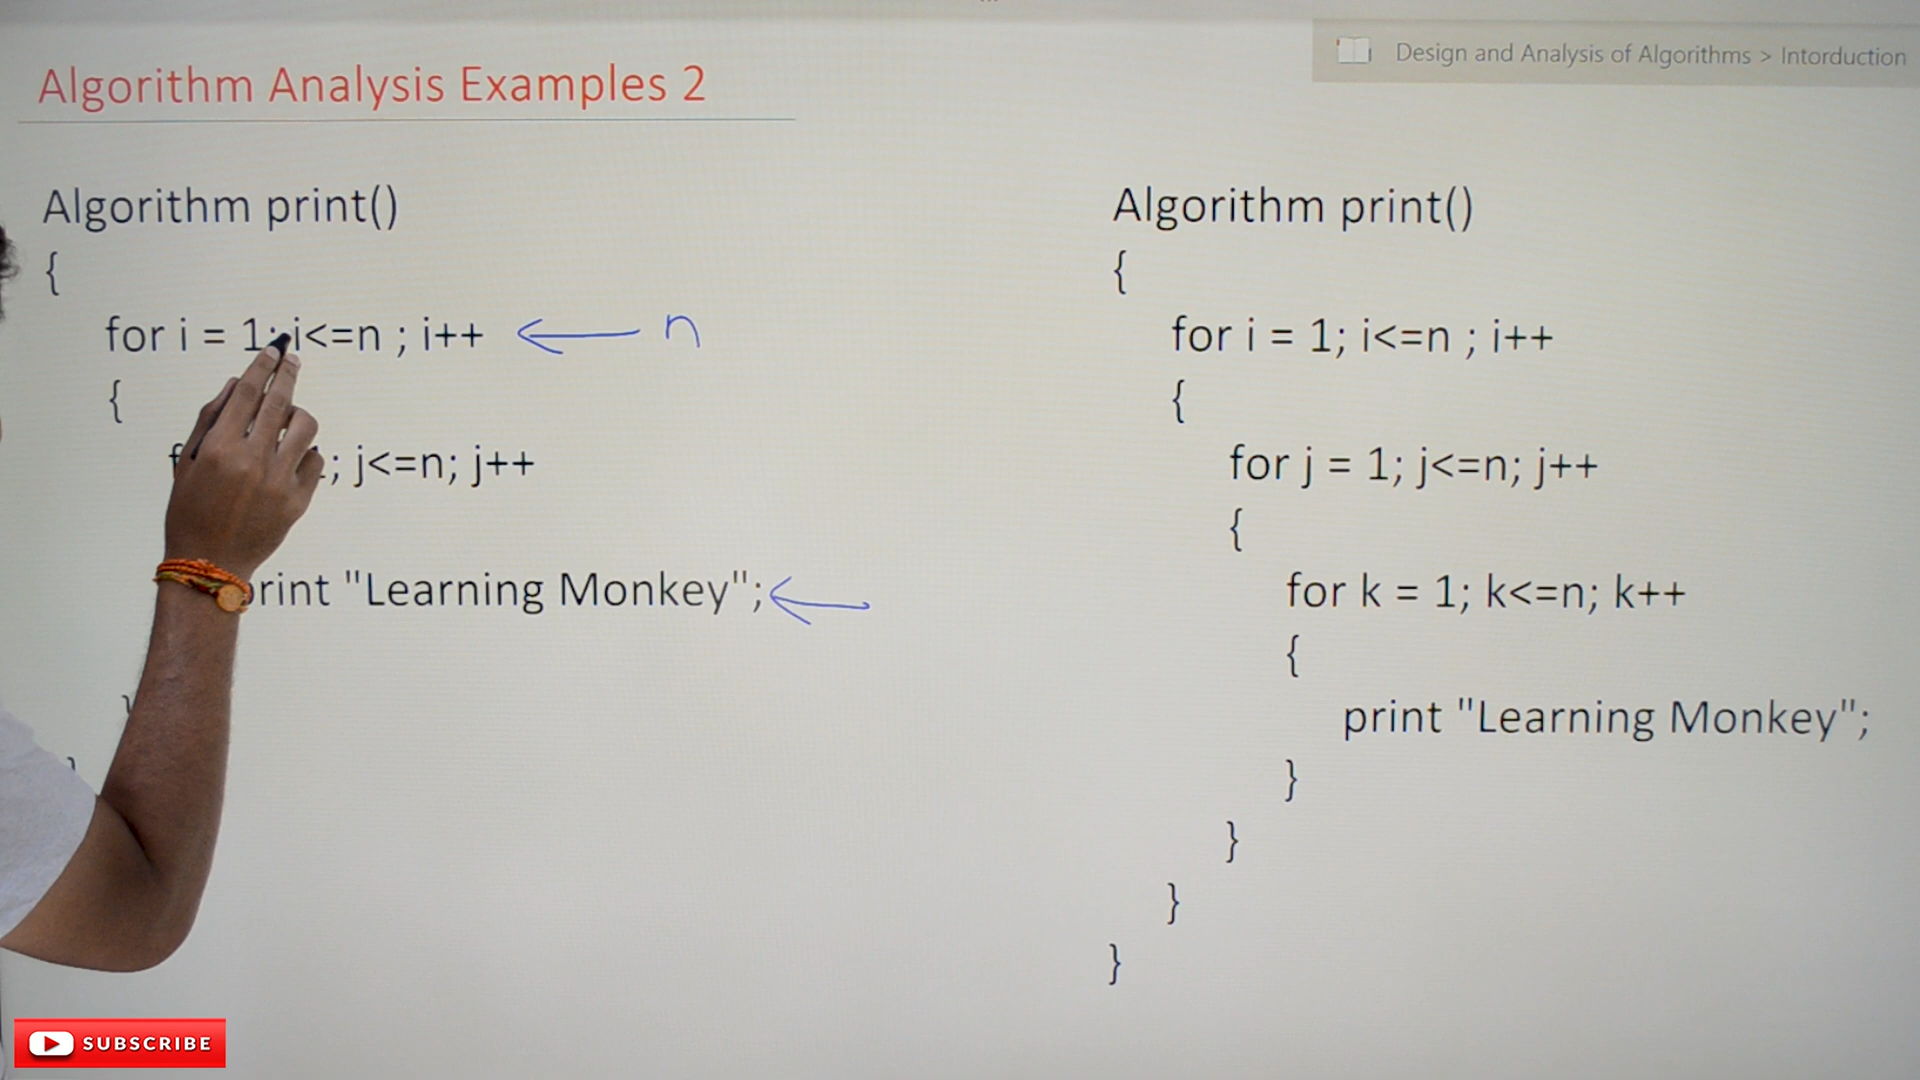 Design and Analysis of Algorithms > Intorduction
Algorithm Analysis Examples 2
Algorithm print()
{
for i = 1; i<=n ; i++ n
{
; j<=n; j++
print "Learning Monkey";
}
}
Algorithm print()
{
for i = 1; i<=n ; i++
{
for j = 1; j<=n; j++
{
for k = 1; k<=n; k++
{
print "Learning Monkey";
}
}
}
}
SUBSCRIBE